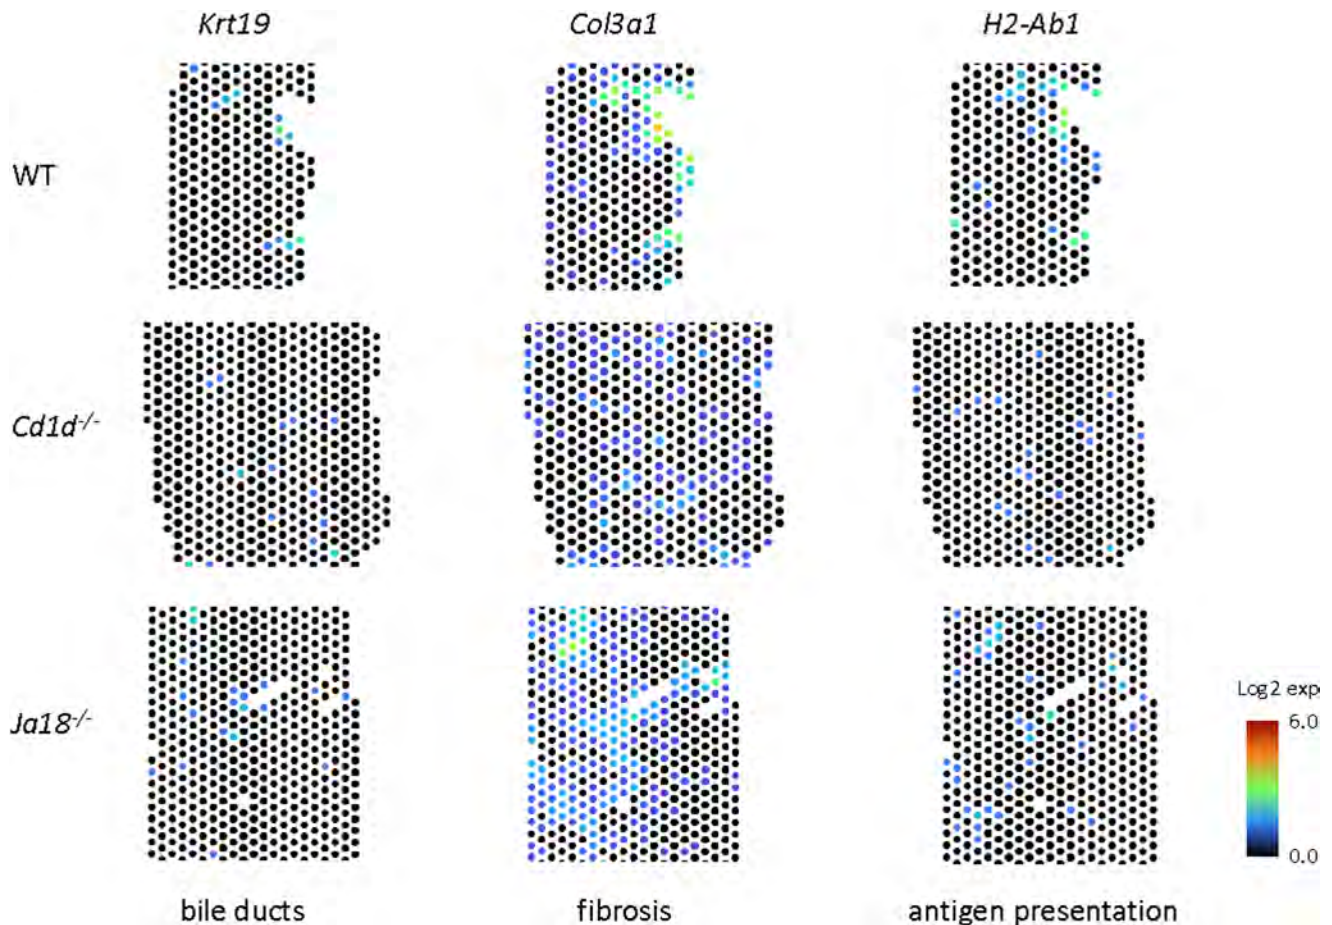 Krt19 Col3a1 H2-Ab1
WT
Cd1d-/-
Ja18-/-
Log2 exp
6.0
0.0
bile ducts fibrosis antigen presentation